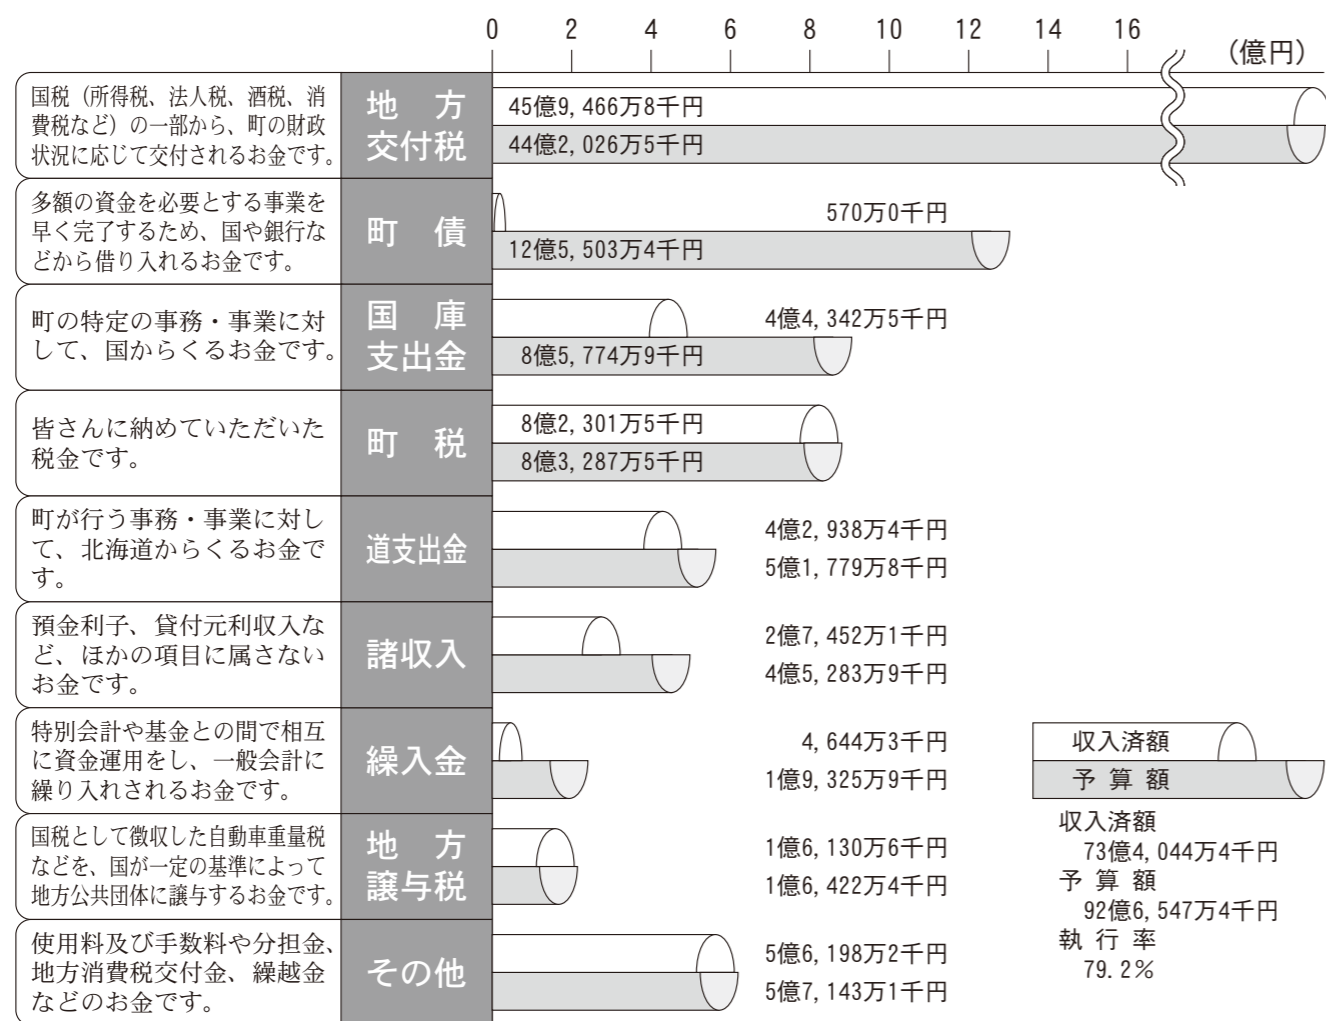 0 2 4 6 8 10 12 14 16 (億円)
国税(所得税、法人税、酒税、消
費税など)の一部から、町の財政
状況に応じて交付されるお金です。
地方
交付税
45億9,466万8千円
44億2,026万5千円
多額の資金を必要とする事業を
早く完了するため、国や銀行な
どから借り入れるお金です。
町債
570万0千円
12億5,503万4千円
町の特定の事務・事業に対
して、国からくるお金です。
国庫
支出金
4億4,342万5千円
8億5,774万9千円
皆さんに納めていただいた
税金です。
町税
8億2,301万5千円
8億3,287万5千円
町が行う事務・事業に対し
て、北海道からくるお金で
す。
道支出金
4億2,938万4千円
5億1,779万8千円
預金利子、貸付元利収入な
ど、ほかの項目に属さない
お金です。
諸収入
2億7,452万1千円
4億5,283万9千円
特別会計や基金との間で相互
に資金運用をし、一般会計に
繰り入れされるお金です。
繰入金
4,644万3千円
1億9,325万9千円
国税として徴収した自動車重量税
などを、国が一定の基準によって
地方公共団体に譲与するお金です。
地方
譲与税
1億6,130万6千円
1億6,422万4千円
使用料及び手数料や分担金、
地方消費税交付金、繰越金
などのお金です。
その他
5億6,198万2千円
5億7,143万1千円
収入済額
予算額
収入済額
73億4,044万4千円
予算額
92億6,547万4千円
執行率
79.2%